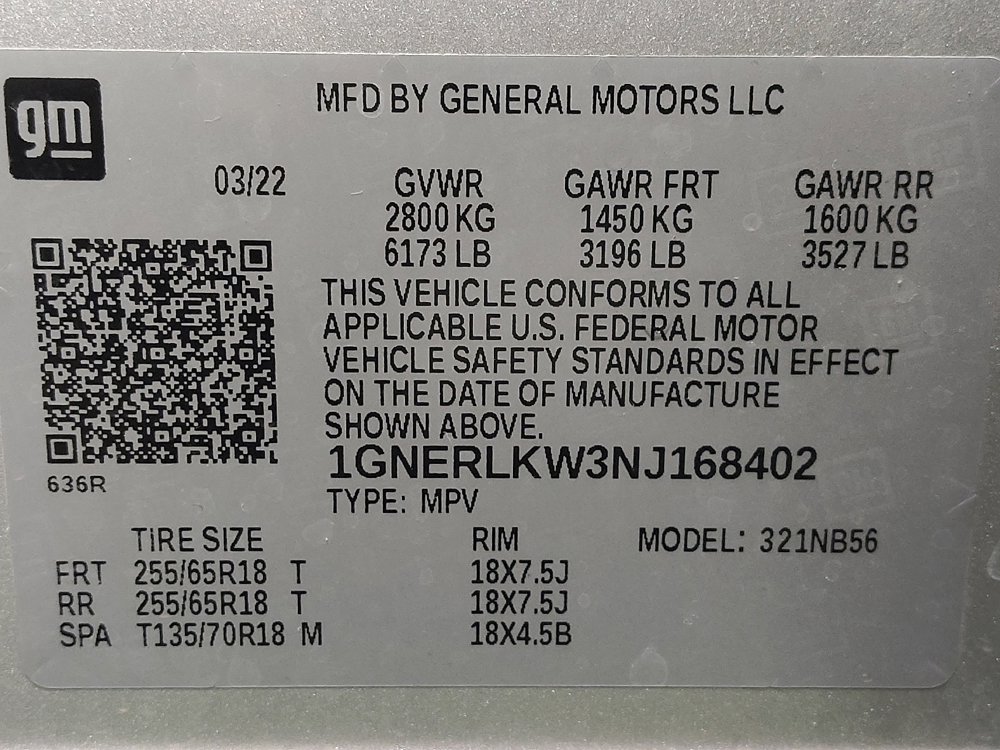 gm
MFD BY GENERAL MOTORS LLC
03/22 GVWR GAWR FRT GAWR RR
2800 KG 1450 KG 1600 KG
6173 LB 3196 LB 3527 LB
THIS VEHICLE CONFORMS TO ALL
APPLICABLE U.S. FEDERAL MOTOR
VEHICLE SAFETY STANDARDS IN EFFECT
ON THE DATE OF MANUFACTURE
SHOWN ABOVE.
1GNERLKW3NJ168402
636R
TYPE: MPV
TIRE SIZE RIM MODEL: 321NB56
FRT 255/65R18 T 18X7.5J
RR 255/65R18 T 18X7.5J
SPA T135/70R18 M 18X4.5B